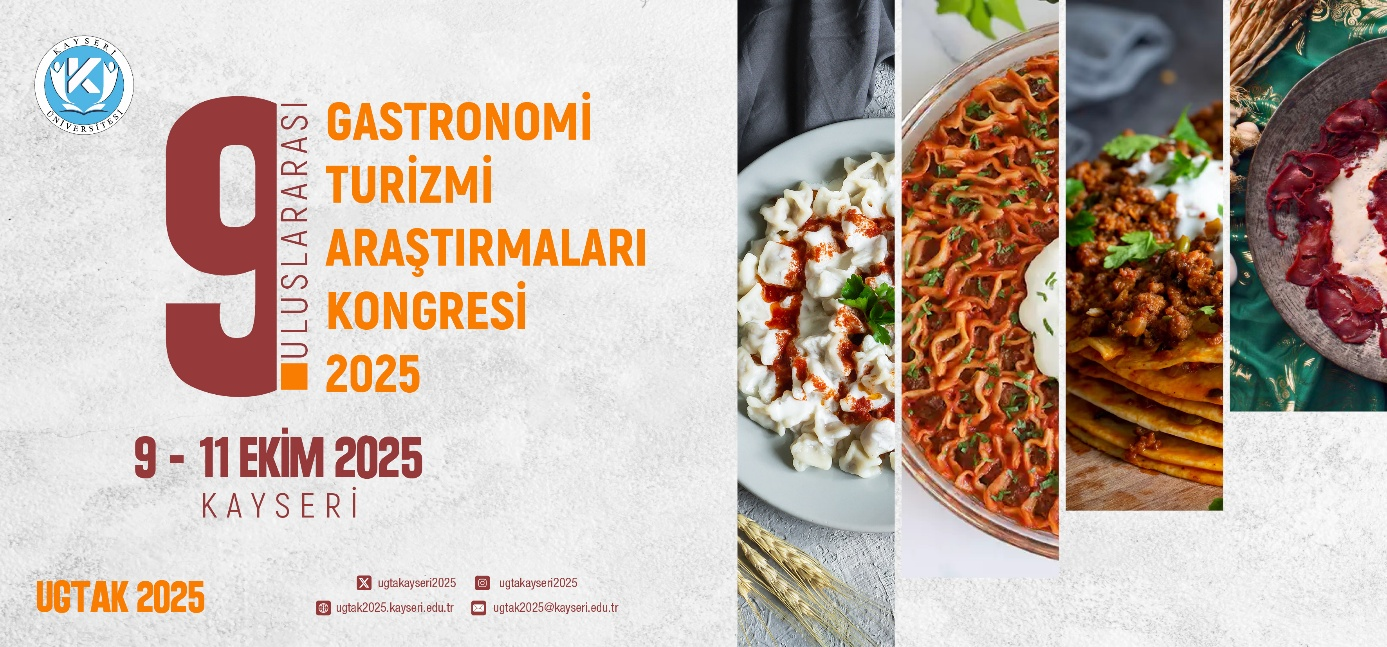 KAYSERİ
ÜNİVERSİTESİ
9.
ULUSLARARASI
GASTRONOMİ
TURİZMİ
ARAŞTIRMALARI
KONGRESİ
2025
9 - 11 EKİM 2025
KAYSERİ
UGTAK 2025
ugtakayseri2025 ugtakayseri2025
ugtak2025.kayseri.edu.tr ugtak2025@kayseri.edu.tr